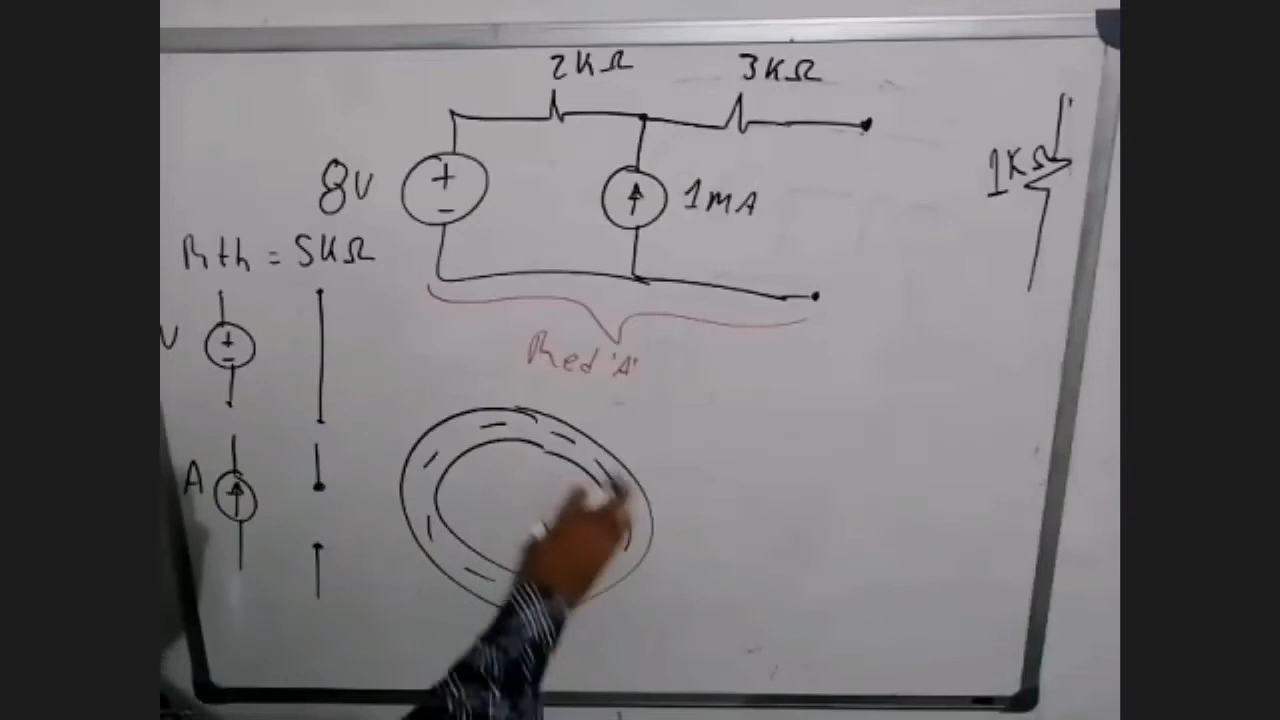 2KΩ
3KΩ
1KΩ
8V
+
-
1mA
Rth = 5KΩ
V
+
-
Red 'A'
A